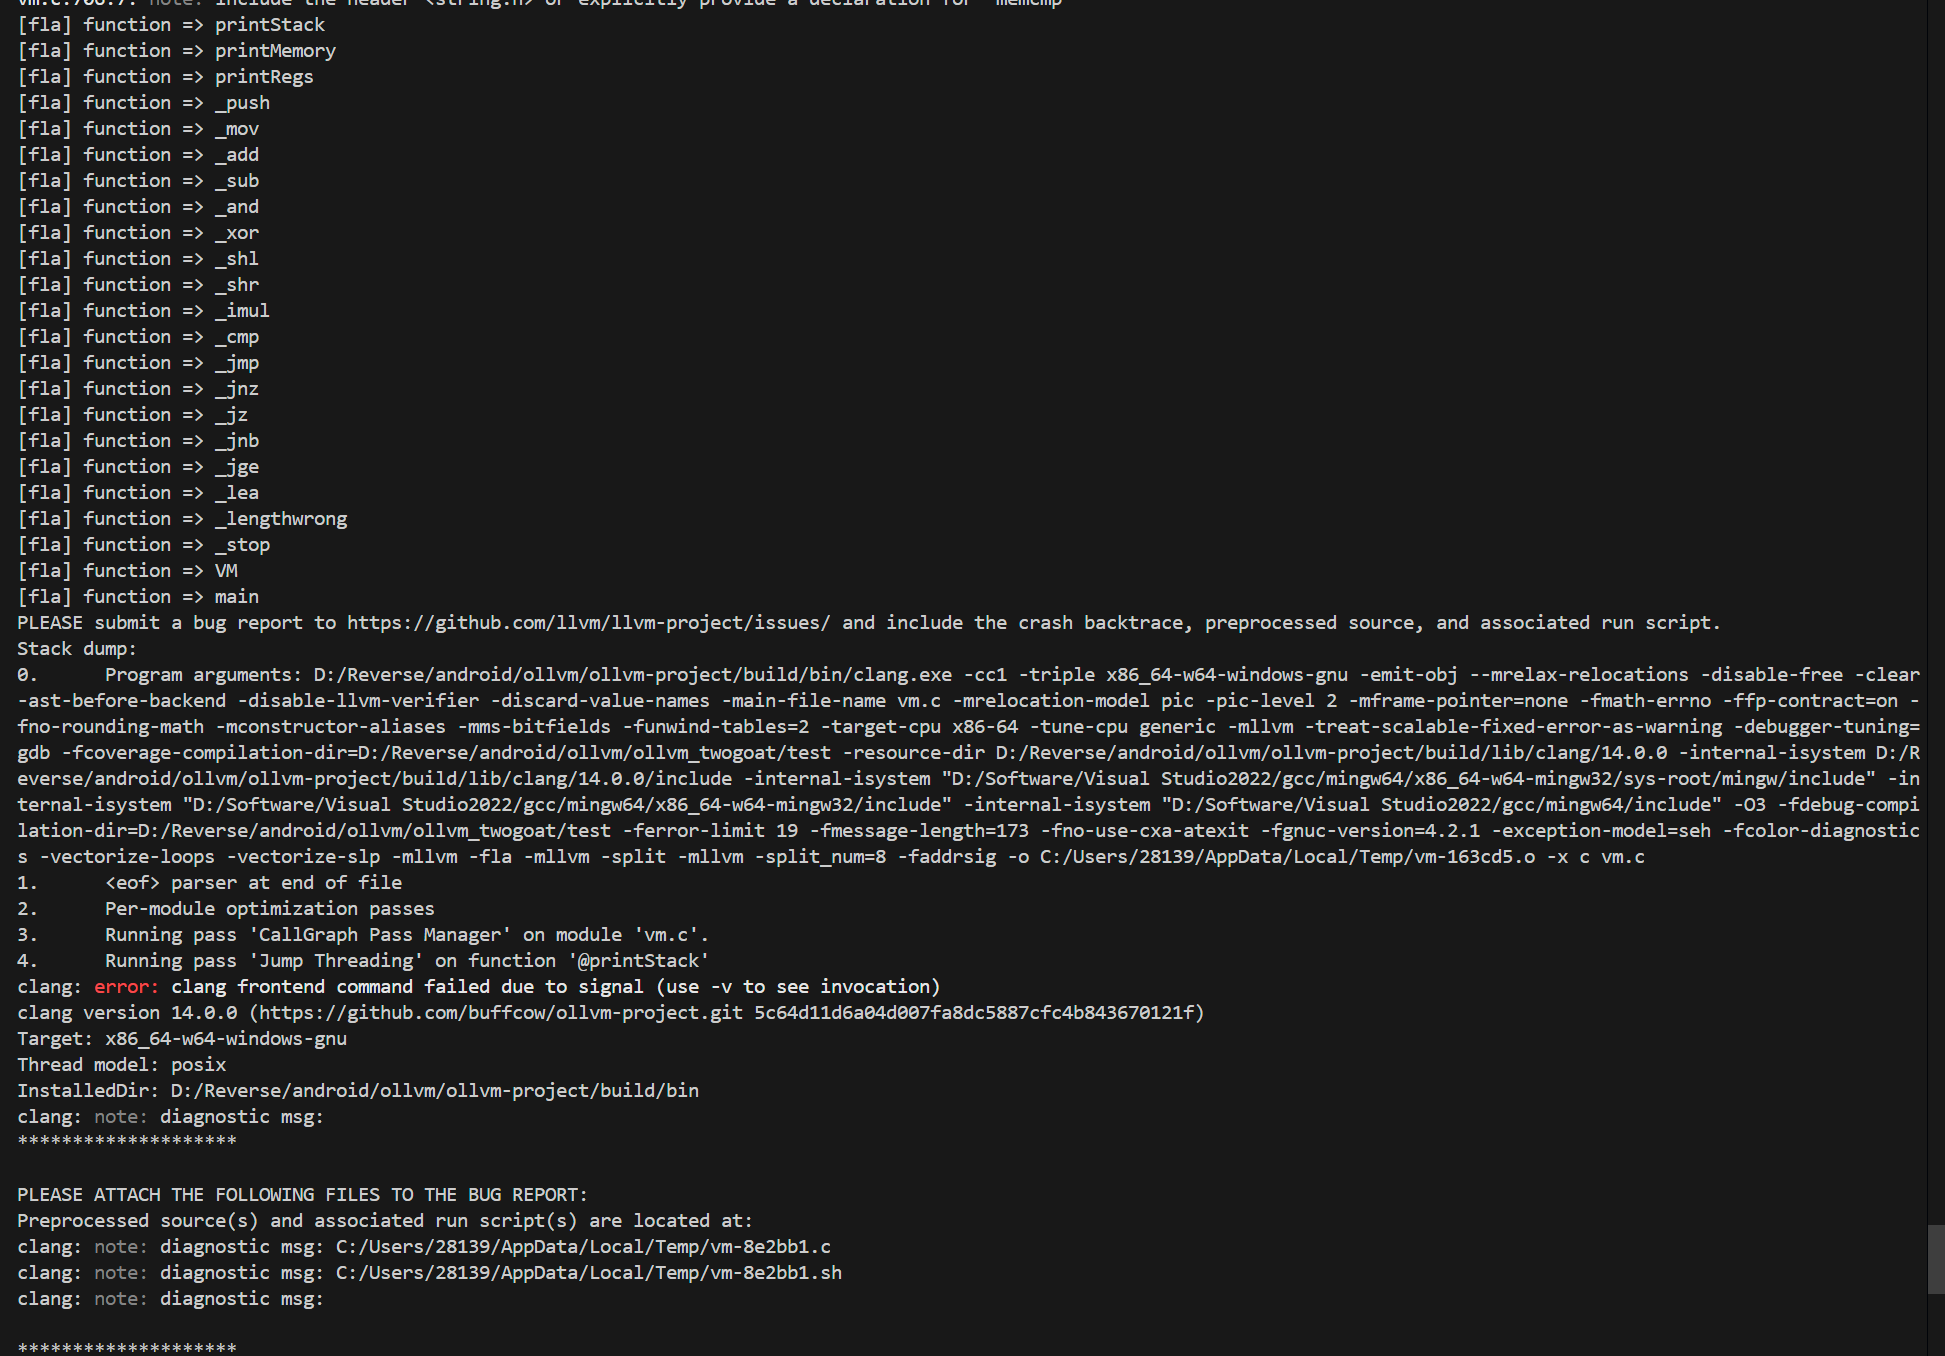 vm.c:766:7: note: include the header <string.h> or explicitly provide a declaration for 'memcmp'
[fla] function => printStack
[fla] function => printMemory
[fla] function => printRegs
[fla] function => _push
[fla] function => _mov
[fla] function => _add
[fla] function => _sub
[fla] function => _and
[fla] function => _xor
[fla] function => _shl
[fla] function => _shr
[fla] function => _imul
[fla] function => _cmp
[fla] function => _jmp
[fla] function => _jnz
[fla] function => _jz
[fla] function => _jnb
[fla] function => _jge
[fla] function => _lea
[fla] function => _lengthwrong
[fla] function => _stop
[fla] function => VM
[fla] function => main
PLEASE submit a bug report to https://github.com/llvm/llvm-project/issues/ and include the crash backtrace, preprocessed source, and associated run script.
Stack dump:
0.      Program arguments: D:/Reverse/android/ollvm/ollvm-project/build/bin/clang.exe -cc1 -triple x86_64-w64-windows-gnu -emit-obj --mrelax-relocations -disable-free -clear
-ast-before-backend -disable-llvm-verifier -discard-value-names -main-file-name vm.c -mrelocation-model pic -pic-level 2 -mframe-pointer=none -fmath-errno -ffp-contract=on -
fno-rounding-math -mconstructor-aliases -mms-bitfields -funwind-tables=2 -target-cpu x86-64 -tune-cpu generic -mllvm -treat-scalable-fixed-error-as-warning -debugger-tuning=
gdb -fcoverage-compilation-dir=D:/Reverse/android/ollvm/ollvm_twogoat/test -resource-dir D:/Reverse/android/ollvm/ollvm-project/build/lib/clang/14.0.0 -internal-isystem D:/R
everse/android/ollvm/ollvm-project/build/lib/clang/14.0.0/include -internal-isystem "D:/Software/Visual Studio2022/gcc/mingw64/x86_64-w64-mingw32/sys-root/mingw/include" -in
ternal-isystem "D:/Software/Visual Studio2022/gcc/mingw64/x86_64-w64-mingw32/include" -internal-isystem "D:/Software/Visual Studio2022/gcc/mingw64/include" -O3 -fdebug-compi
lation-dir=D:/Reverse/android/ollvm/ollvm_twogoat/test -ferror-limit 19 -fmessage-length=173 -fno-use-cxa-atexit -fgnuc-version=4.2.1 -exception-model=seh -fcolor-diagnostic
s -vectorize-loops -vectorize-slp -mllvm -fla -mllvm -split -mllvm -split_num=8 -faddrsig -o C:/Users/28139/AppData/Local/Temp/vm-163cd5.o -x c vm.c
1.      <eof> parser at end of file
2.      Per-module optimization passes
3.      Running pass 'CallGraph Pass Manager' on module 'vm.c'.
4.      Running pass 'Jump Threading' on function '@printStack'
clang: error: clang frontend command failed due to signal (use -v to see invocation)
clang version 14.0.0 (https://github.com/buffcow/ollvm-project.git 5c64d11d6a04d007fa8dc5887cfc4b843670121f)
Target: x86_64-w64-windows-gnu
Thread model: posix
InstalledDir: D:/Reverse/android/ollvm/ollvm-project/build/bin
clang: note: diagnostic msg:
********************
PLEASE ATTACH THE FOLLOWING FILES TO THE BUG REPORT:
Preprocessed source(s) and associated run script(s) are located at:
clang: note: diagnostic msg: C:/Users/28139/AppData/Local/Temp/vm-8e2bb1.c
clang: note: diagnostic msg: C:/Users/28139/AppData/Local/Temp/vm-8e2bb1.sh
clang: note: diagnostic msg:
********************